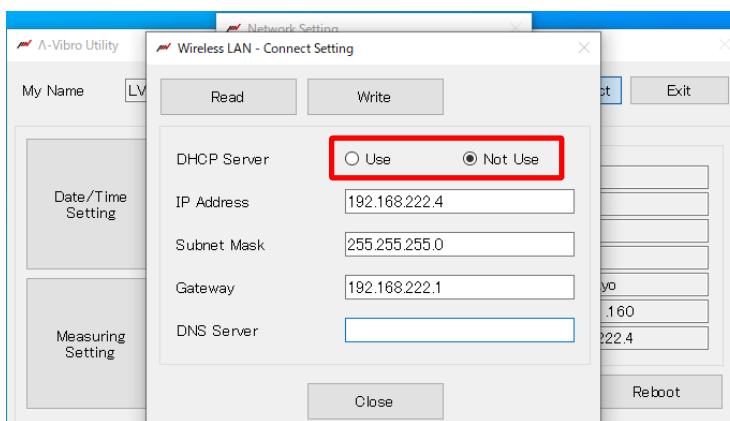 Network Setting
Λ-Vibro Utility
Wireless LAN - Connect Setting
My Name
LV
Read
Write
ct
Exit
DHCP Server
Use
Not Use
Date/Time
Setting
IP Address
192.168.222.4
Subnet Mask
255.255.255.0
Gateway
192.168.222.1
yo
.160
DNS Server
222.4
Measuring
Setting
Close
Reboot